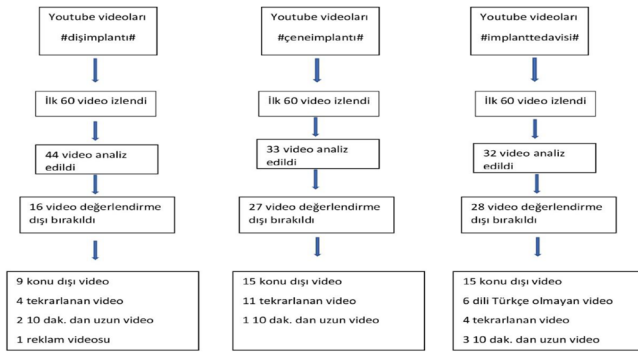 Youtube videoları
#dişimplantı#
İlk 60 video izlendi
44 video analiz
edildi
16 video değerlendirme
dışı bırakıldı
9 konu dışı video
4 tekrarlanan video
2 10 dak. dan uzun video
1 reklam videosu
Youtube videoları
#çeneimplantı#
İlk 60 video izlendi
33 video analiz
edildi
27 video değerlendirme
dışı bırakıldı
15 konu dışı video
11 tekrarlanan video
1 10 dak. dan uzun video
Youtube videoları
#implanttedavisi#
İlk 60 video izlendi
32 video analiz
edildi
28 video değerlendirme
dışı bırakıldı
15 konu dışı video
6 dili Türkçe olmayan video
4 tekrarlanan video
3 10 dak. dan uzun video